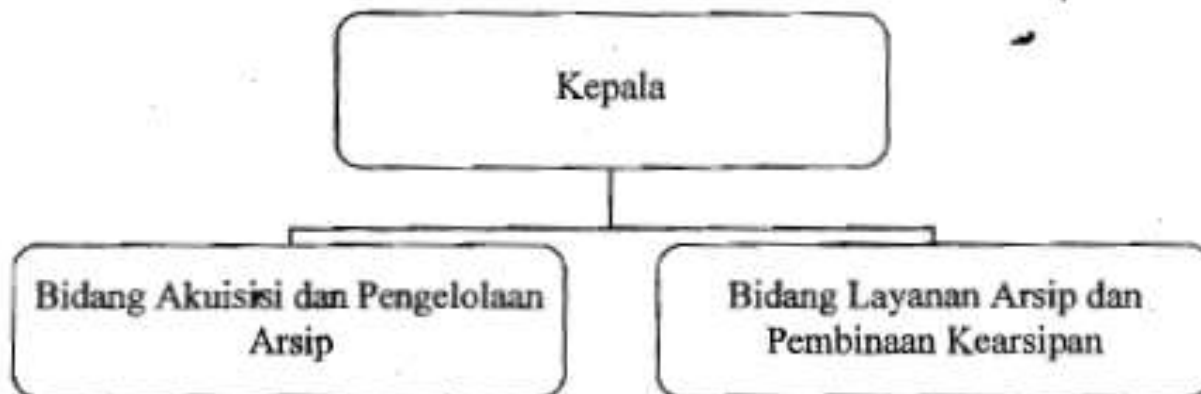 Kepala
Bidang Akuisisi dan Pengelolaan
Arsip
Bidang Layanan Arsip dan
Pembinaan Kearsipan